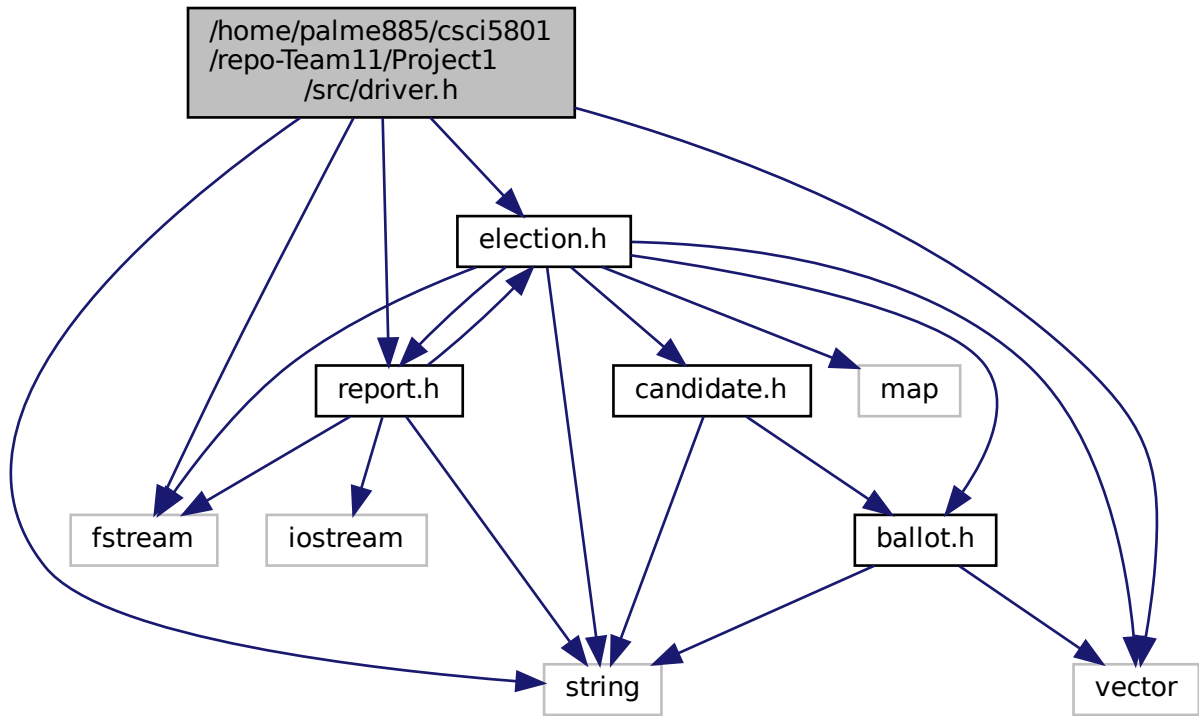 /home/palme885/csci5801
/repo-Team11/Project1
/src/driver.h
election.h
report.h
candidate.h
map
fstream
iostream
ballot.h
string
vector